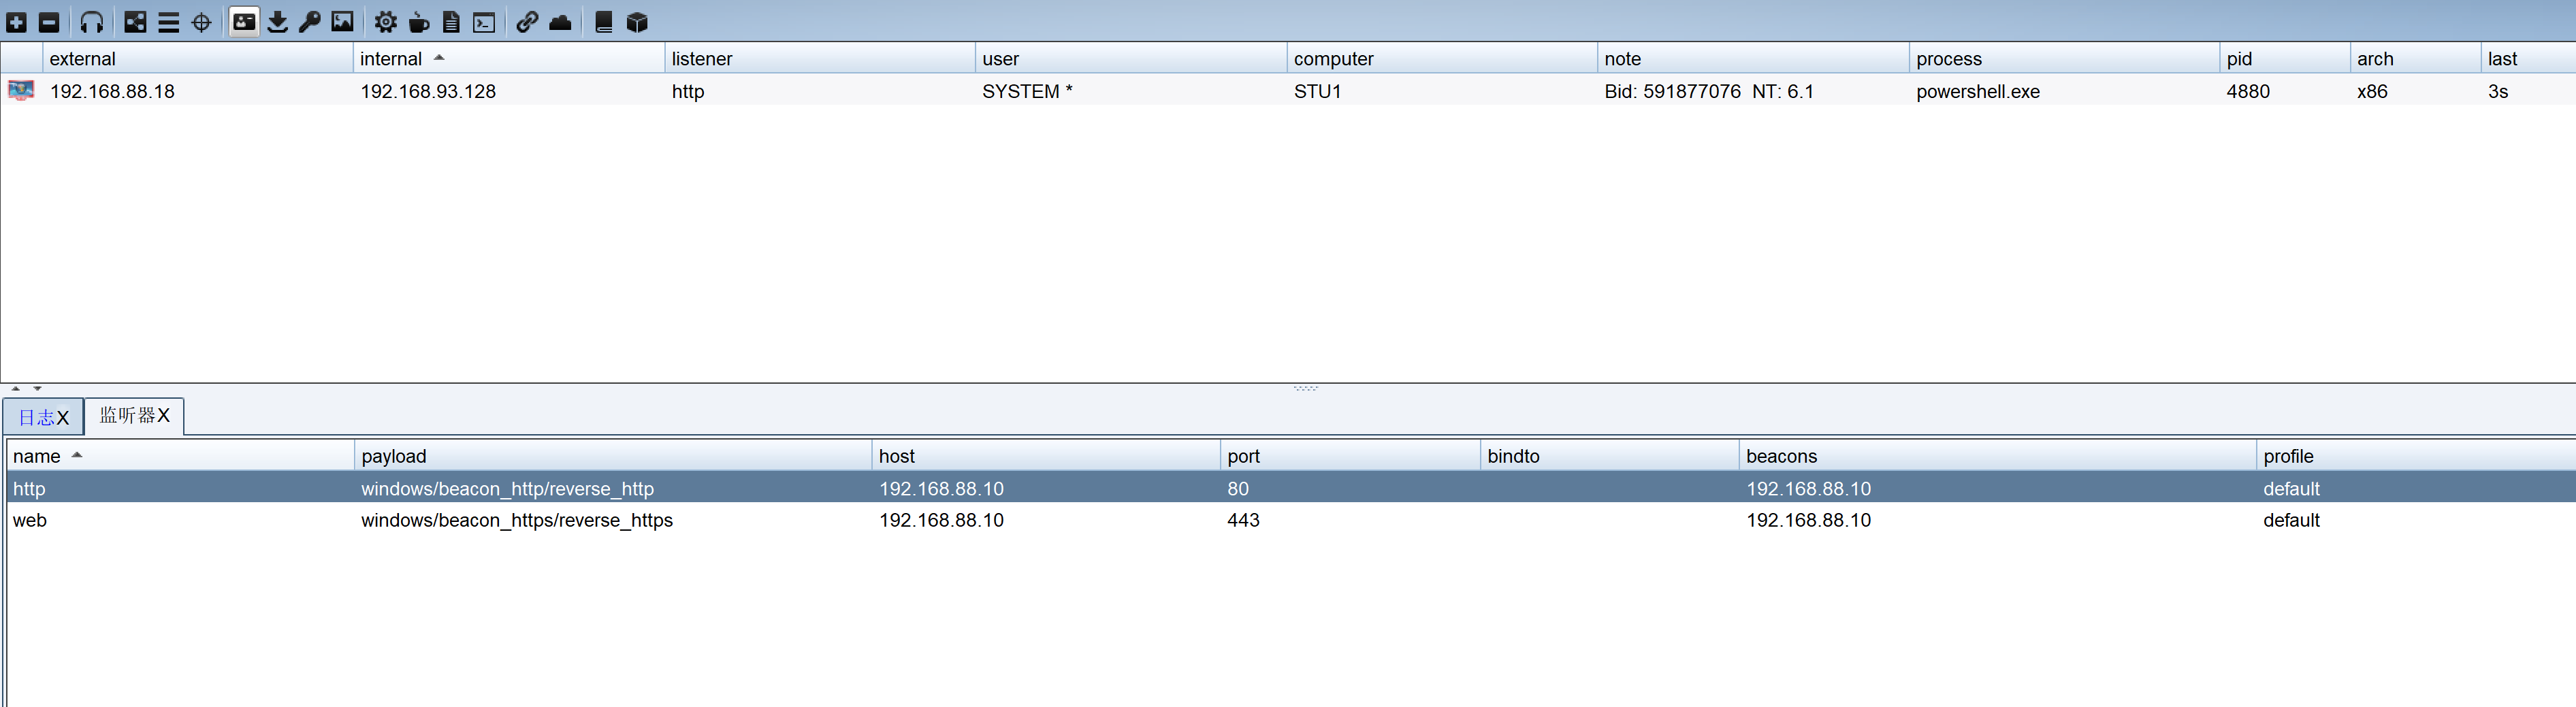 external internal listener user computer note process pid arch last
192.168.88.18 192.168.93.128 http SYSTEM * STU1 Bid: 591877076 NT: 6.1 powershell.exe 4880 x86 3s
日志X 监听器X
name payload host port bindto beacons profile
http windows/beacon_http/reverse_http 192.168.88.10 80 192.168.88.10 default
web windows/beacon_https/reverse_https 192.168.88.10 443 192.168.88.10 default